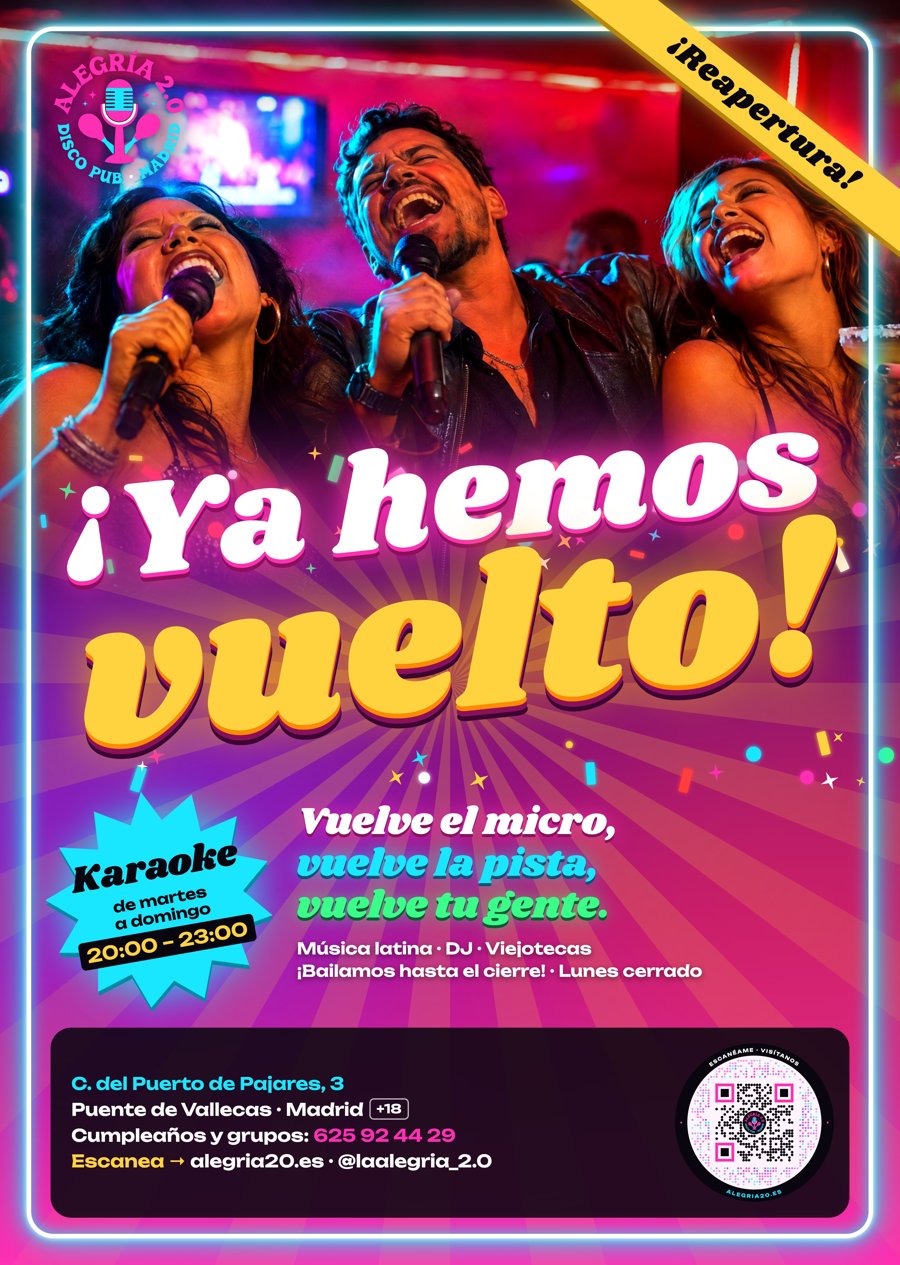 ALEGRÍA 2.0
DISCO PUB · MADRID
¡Reapertura!
¡Ya hemos
vuelto!
Karaoke
de martes
a domingo
20:00 – 23:00
Vuelve el micro,
vuelve la pista,
vuelve tu gente.
Música latina · DJ · Viejotecas
¡Bailamos hasta el cierre! · Lunes cerrado
C. del Puerto de Pajares, 3
Puente de Vallecas · Madrid +18
Cumpleaños y grupos: 625 92 44 29
Escanea → alegria20.es · @laalegria_2.0
ESCANÉAME · VISÍTANOS
ALEGRIA20.ES